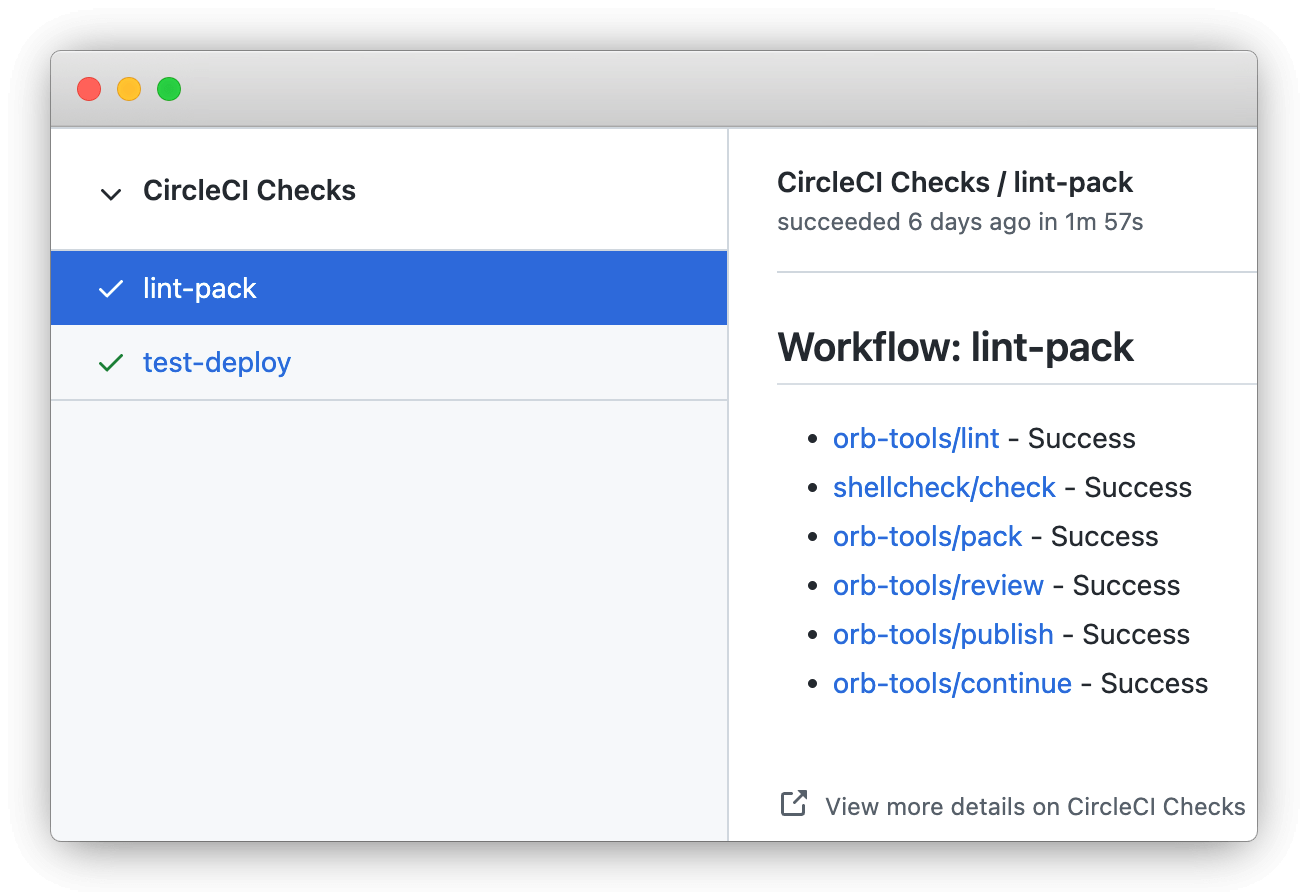 CircleCI Checks
lint-pack
test-deploy
CircleCI Checks / lint-pack
succeeded 6 days ago in 1m 57s
Workflow: lint-pack
orb-tools/lint - Success
shellcheck/check - Success
orb-tools/pack - Success
orb-tools/review - Success
orb-tools/publish - Success
orb-tools/continue - Success
View more details on CircleCI Checks